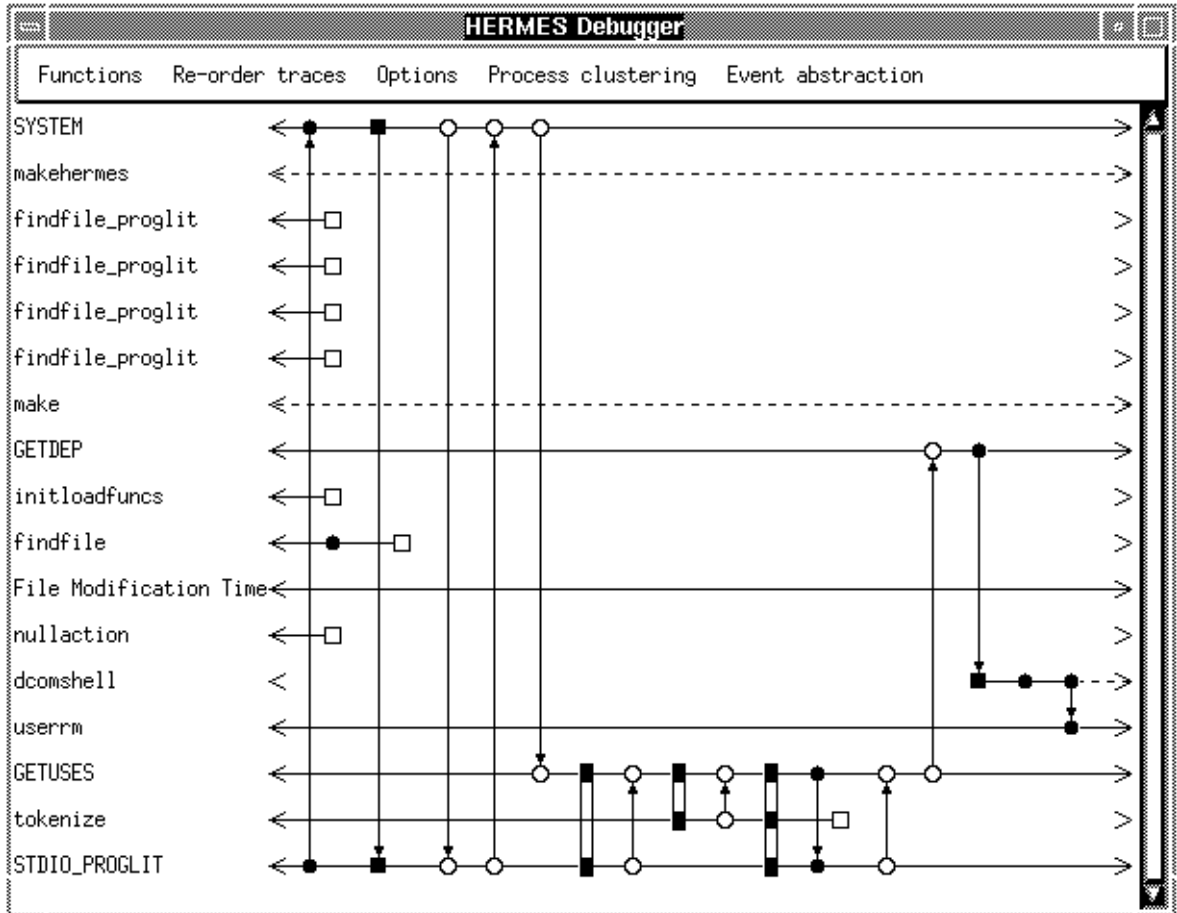 HERMES Debugger
Functions Re-order traces Options Process clustering Event abstraction
SYSTEM
makehermes
findfile_proglit
findfile_proglit
findfile_proglit
findfile_proglit
make
GETDEP
initloadfuncs
findfile
File Modification Time
nullaction
dcomshell
userrm
GETUSES
tokenize
STDIO_PROGLIT